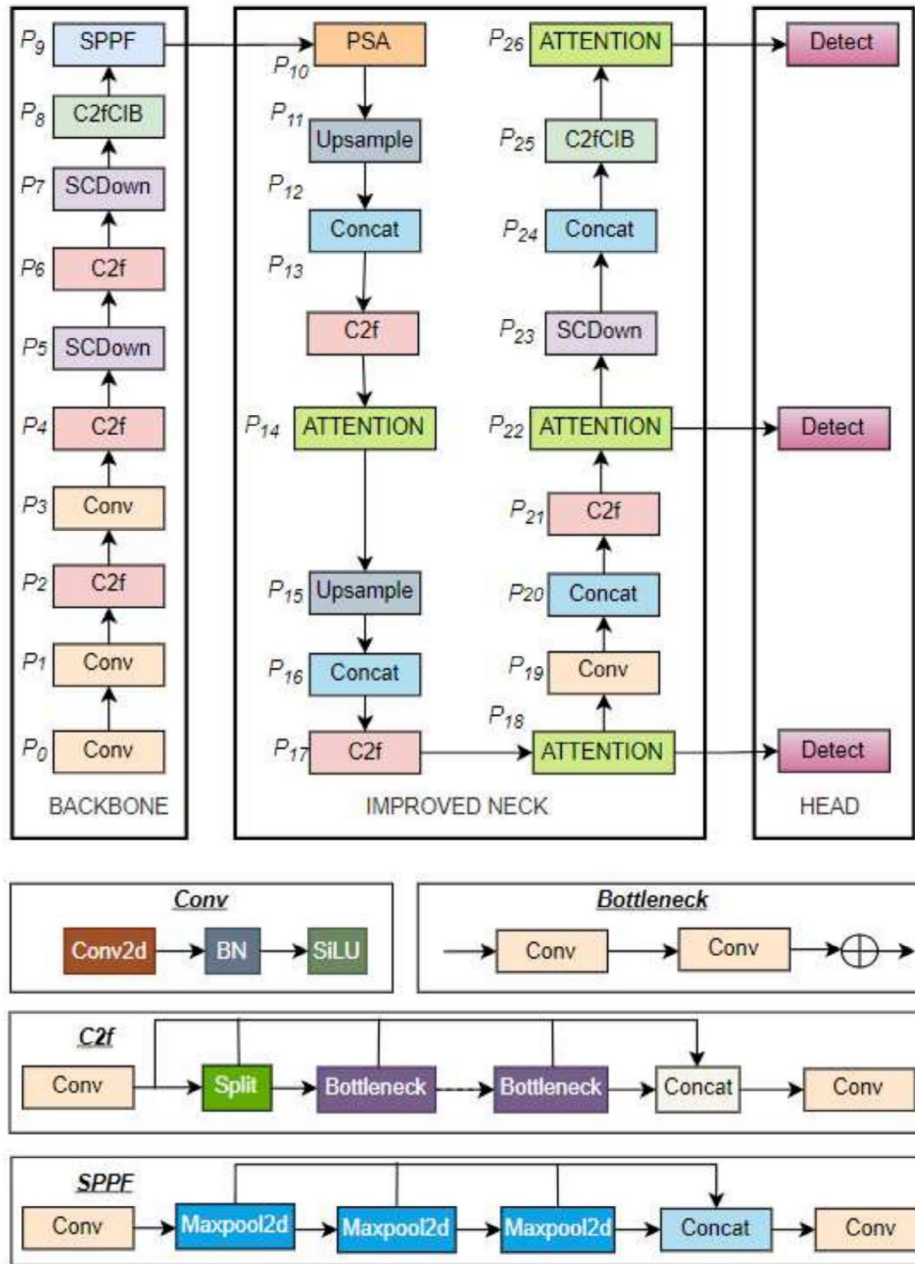 P9 SPPF
P8 C2fCIB
P7 SCDown
P6 C2f
P5 SCDown
P4 C2f
P3 Conv
P2 C2f
P1 Conv
P0 Conv
BACKBONE
PSA
P10
P11
Upsample
P12
Concat
P13
C2f
P14 ATTENTION
P15 Upsample
P16 Concat
P17 C2f
P26 ATTENTION
P25 C2fCIB
P24 Concat
P23 SCDown
P22 ATTENTION
P21 C2f
P20 Concat
P19 Conv
P18
ATTENTION
IMPROVED NECK
Detect
Detect
Detect
HEAD
Conv
Conv2d BN SiLU
Bottleneck
Conv Conv
C2f
Conv Split Bottleneck Bottleneck Concat Conv
SPPF
Conv Maxpool2d Maxpool2d Maxpool2d Concat Conv